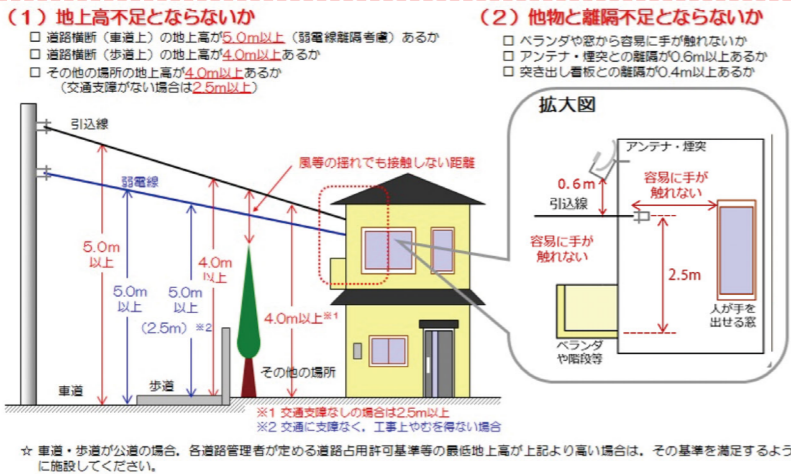 （1）地上高不足とならないか
□ 道路横断（車道上）の地上高が5.0m以上（弱電線離隔考慮）あるか
□ 道路横断（歩道上）の地上高が4.0m以上あるか
□ その他の場所の地上高が4.0m以上あるか
（交通支障がない場合は2.5m以上）
（2）他物と離隔不足とならないか
□ ベランダや窓から容易に手が触れないか
□ アンテナ・煙突との離隔が0.6m以上あるか
□ 突き出し看板との離隔が0.4m以上あるか
引込線
弱電線
風等の揺れでも接触しない距離
5.0m
以上
5.0m
以上
5.0m
以上
（2.5m）※2
4.0m
以上
4.0m以上※1
車道
歩道
その他の場所
※1 交通支障なしの場合は2.5m以上
※2 交通に支障なく，工事上やむを得ない場合
拡大図
アンテナ・煙突
0.6m
容易に手が
触れない
引込線
容易に手が
触れない
2.5m
人が手を
出せる窓
ベランダ
や階段等
☆ 車道・歩道が公道の場合，各道路管理者が定める道路占用許可基準等の最低地上高が上記より高い場合は，その基準を満足するよう
に施設してください。